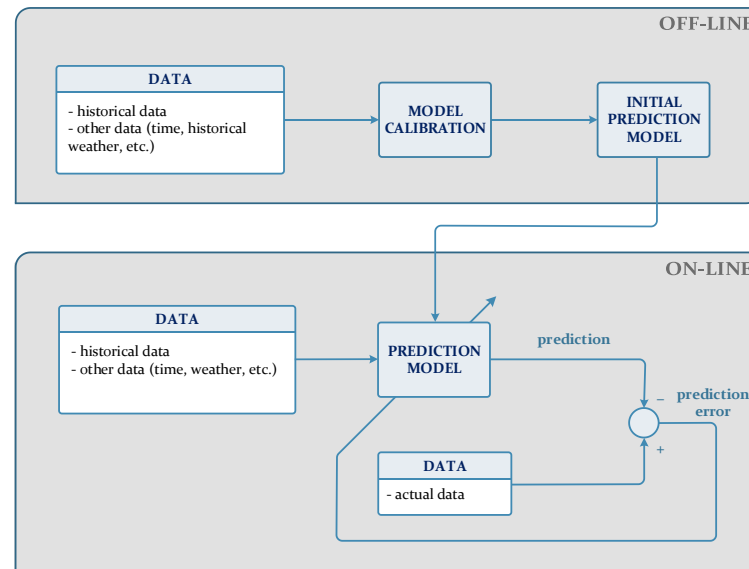 OFF-LINE
DATA
- historical data
- other data (time, historical
weather, etc.)
MODEL
CALIBRATION
INITIAL
PREDICTION
MODEL
ON-LINE
DATA
- historical data
- other data (time, weather, etc.)
PREDICTION
MODEL
prediction
−
prediction
error
+
DATA
- actual data